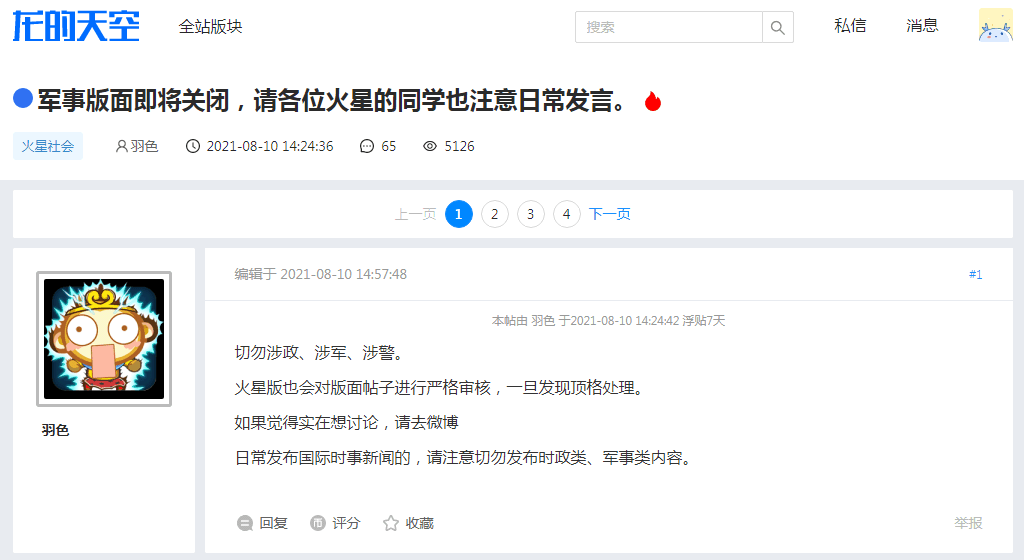 龙的天空 全站版块 搜索 私信 消息
军事版面即将关闭，请各位火星的同学也注意日常发言。
火星社会 羽色 2021-08-10 14:24:36 65 5126
上一页 1 2 3 4 下一页
编辑于 2021-08-10 14:57:48 #1
本帖由 羽色 于2021-08-10 14:24:42 浮贴7天
切勿涉政、涉军、涉警。
火星版也会对版面帖子进行严格审核，一旦发现顶格处理。
如果觉得实在想讨论，请去微博
日常发布国际时事新闻的，请注意切勿发布时政类、军事类内容。
羽色
回复 评分 收藏 举报